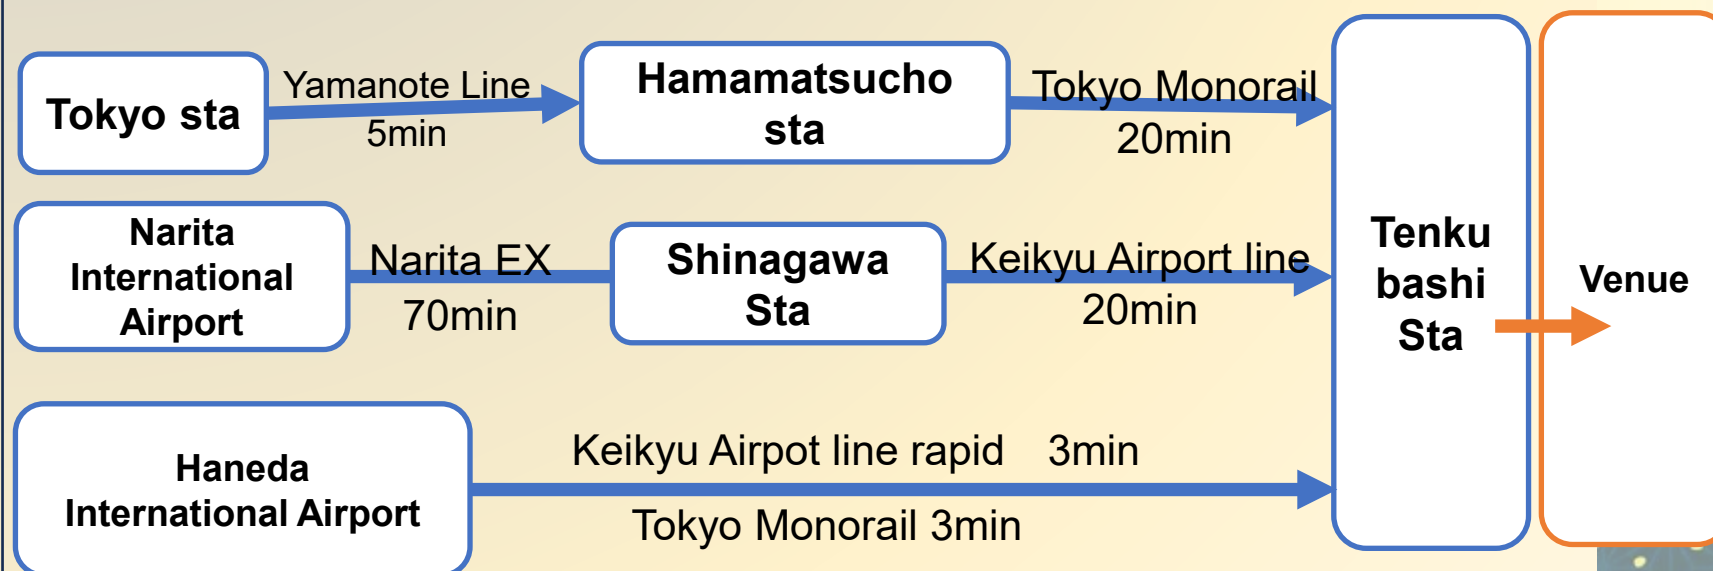 Tokyo sta
Yamanote Line
5min
Hamamatsucho
sta
Tokyo Monorail
20min
Narita
International
Airport
Narita EX
70min
Shinagawa
Sta
Keikyu Airport line
20min
Haneda
International Airport
Keikyu Airpot line rapid 3min
Tokyo Monorail 3min
Tenku
bashi
Sta
Venue